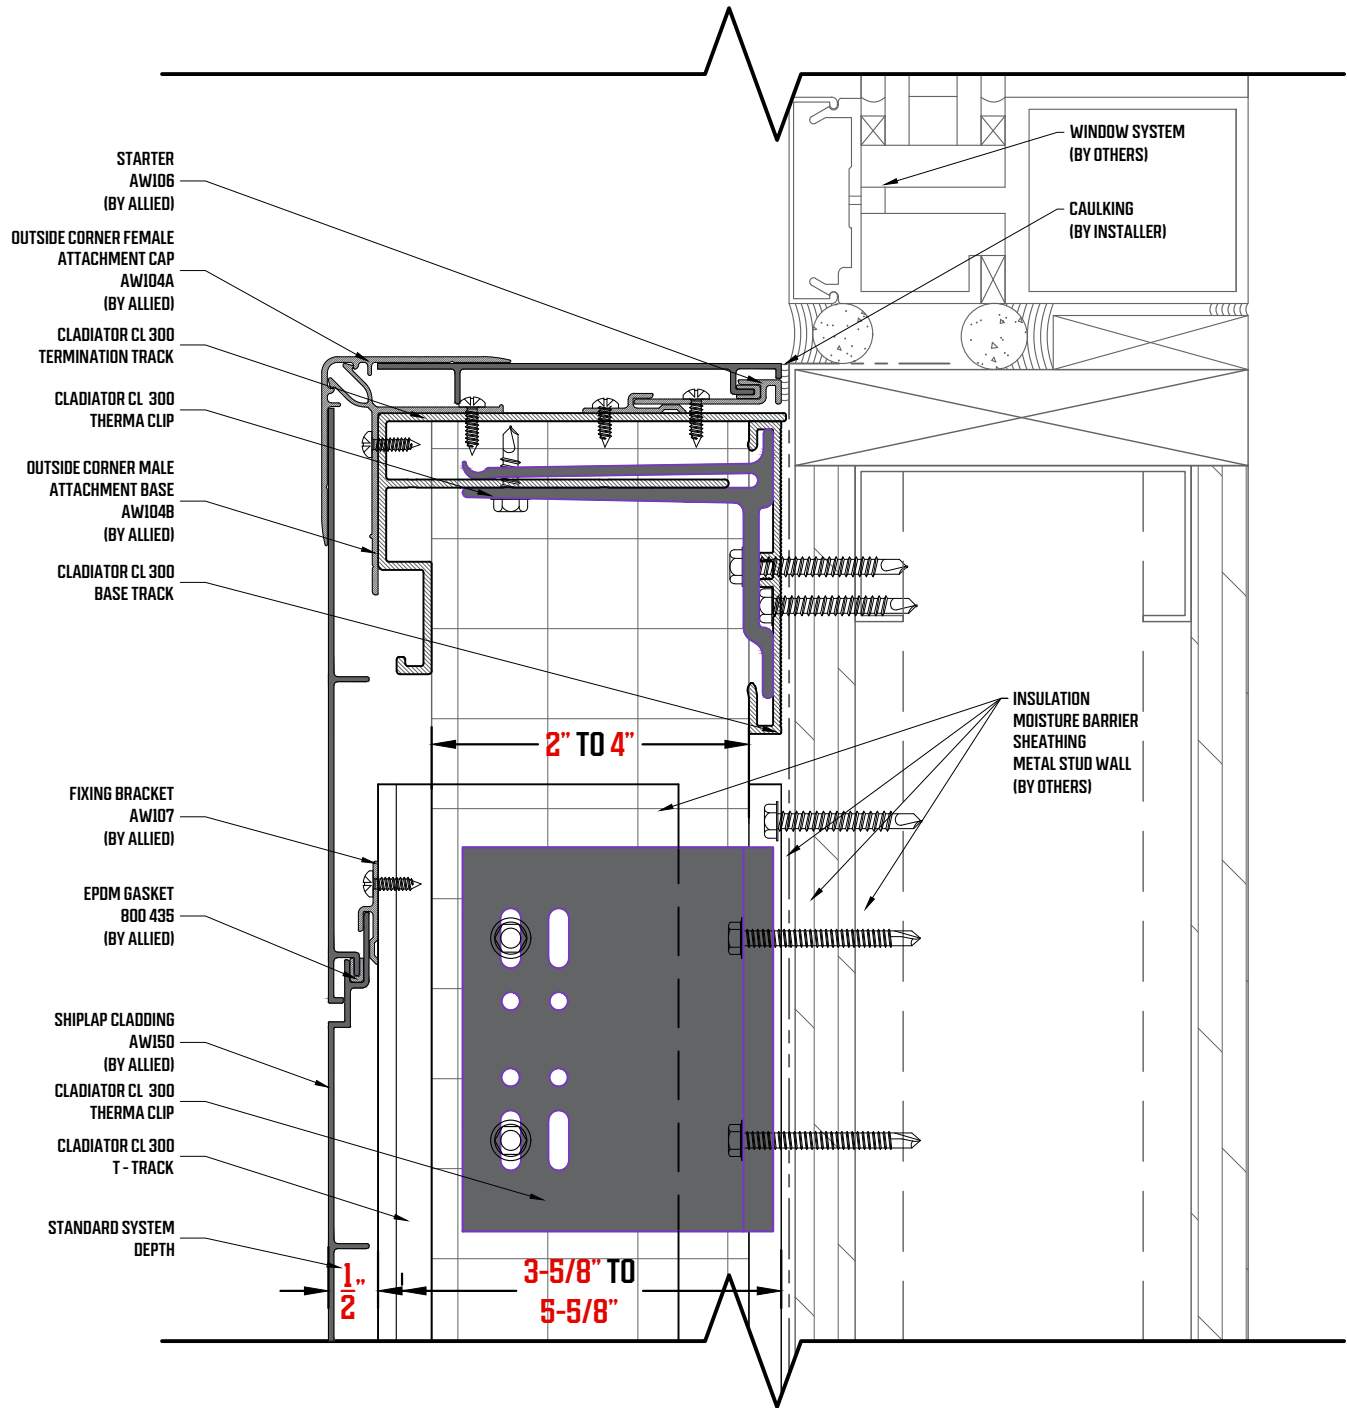 STARTER
AW106
(BY ALLIED)
OUTSIDE CORNER FEMALE
ATTACHMENT CAP
AW104A
(BY ALLIED)
CLADIATOR CL 300
TERMINATION TRACK
CLADIATOR CL 300
THERMA CLIP
OUTSIDE CORNER MALE
ATTACHMENT BASE
AW104B
(BY ALLIED)
CLADIATOR CL 300
BASE TRACK
FIXING BRACKET
AW107
(BY ALLIED)
EPDM GASKET
800 435
(BY ALLIED)
SHIPLAP CLADDING
AW150
(BY ALLIED)
CLADIATOR CL 300
THERMA CLIP
CLADIATOR CL 300
T - TRACK
STANDARD SYSTEM
DEPTH
WINDOW SYSTEM
(BY OTHERS)
CAULKING
(BY INSTALLER)
INSULATION
MOISTURE BARRIER
SHEATHING
METAL STUD WALL
(BY OTHERS)
2” TO 4”
1/2”
3-5/8” TO
5-5/8”